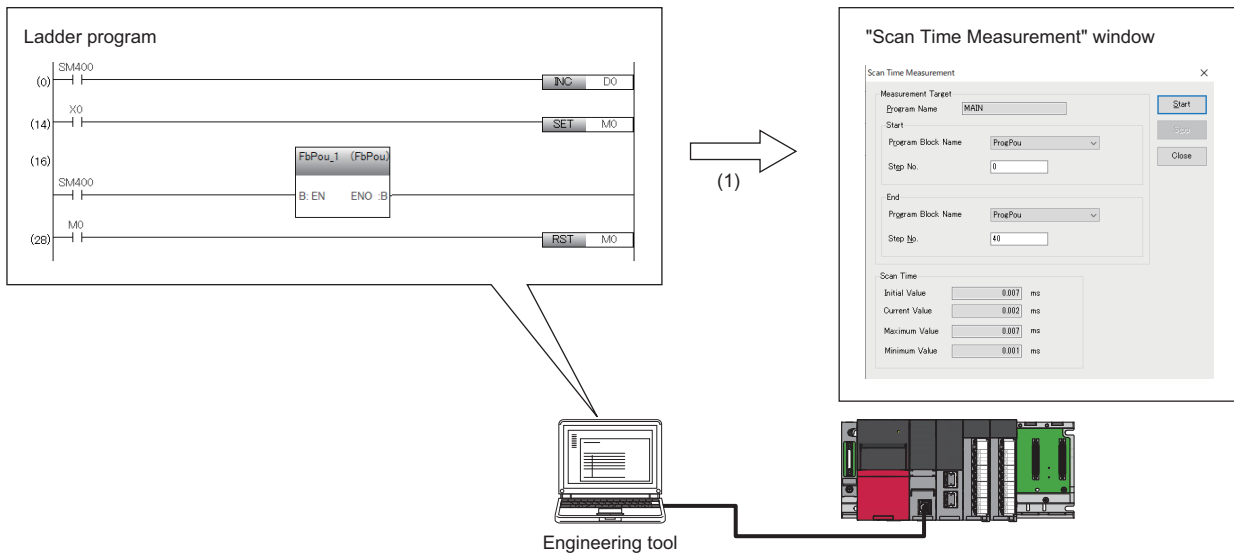 Ladder program
SM400
(0)
INC D0
X0
(14)
SET M0
(16)
FbPou_1 (FbPou)
SM400
B: EN ENO :B
M0
(28)
RST M0
(1)
"Scan Time Measurement" window
Scan Time Measurement
Measurement Target
Program Name MAIN
Start
Start
Program Block Name ProgPou
Stop
Step No. 0
Close
End
Program Block Name ProgPou
Step No. 40
Scan Time
Initial Value 0.007 ms
Current Value 0.002 ms
Maximum Value 0.007 ms
Minimum Value 0.001 ms
Engineering tool